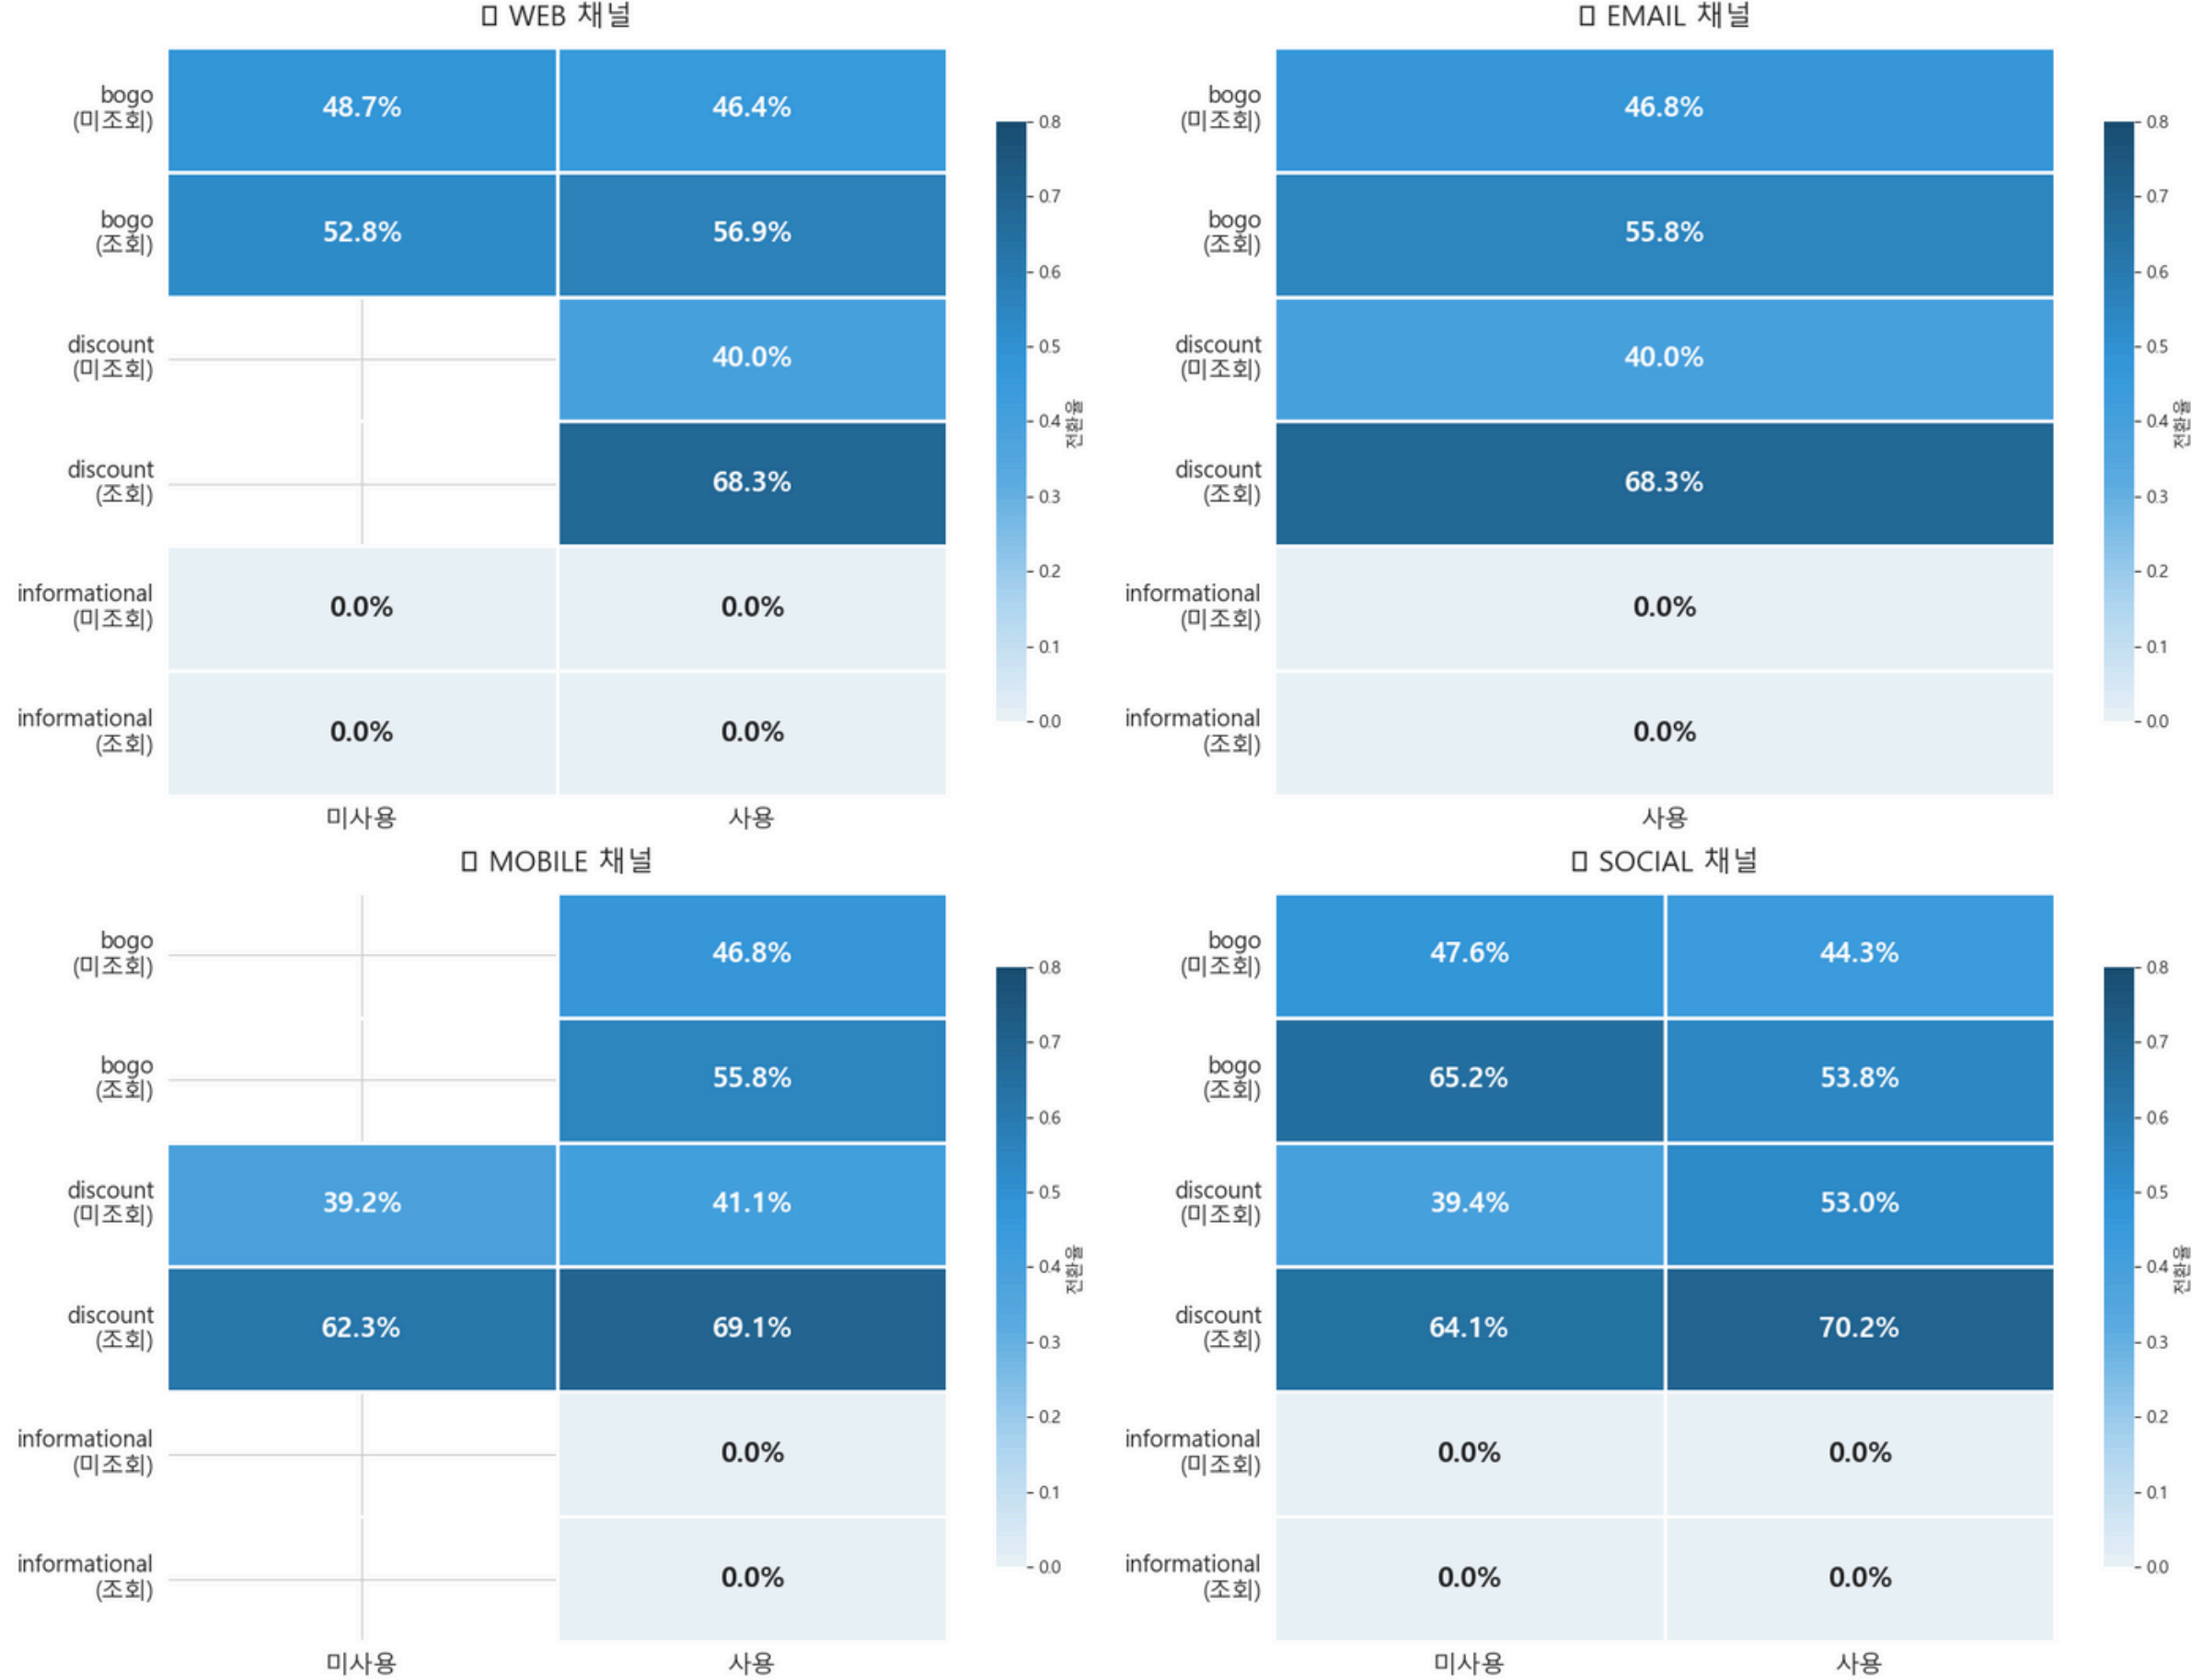 WEB 채널
bogo
(미조회)
48.7%
46.4%
bogo
(조회)
52.8%
56.9%
discount
(미조회)
40.0%
discount
(조회)
68.3%
informational
(미조회)
0.0%
0.0%
informational
(조회)
0.0%
0.0%
미사용
사용
0.8
0.7
0.6
0.5
0.4
0.3
0.2
0.1
0.0
전환율
EMAIL 채널
bogo
(미조회)
46.8%
bogo
(조회)
55.8%
discount
(미조회)
40.0%
discount
(조회)
68.3%
informational
(미조회)
0.0%
informational
(조회)
0.0%
사용
0.8
0.7
0.6
0.5
0.4
0.3
0.2
0.1
0.0
전환율
MOBILE 채널
bogo
(미조회)
46.8%
bogo
(조회)
55.8%
discount
(미조회)
39.2%
41.1%
discount
(조회)
62.3%
69.1%
informational
(미조회)
0.0%
informational
(조회)
0.0%
미사용
사용
0.8
0.7
0.6
0.5
0.4
0.3
0.2
0.1
0.0
전환율
SOCIAL 채널
bogo
(미조회)
47.6%
44.3%
bogo
(조회)
65.2%
53.8%
discount
(미조회)
39.4%
53.0%
discount
(조회)
64.1%
70.2%
informational
(미조회)
0.0%
0.0%
informational
(조회)
0.0%
0.0%
미사용
사용
0.8
0.7
0.6
0.5
0.4
0.3
0.2
0.1
0.0
전환율